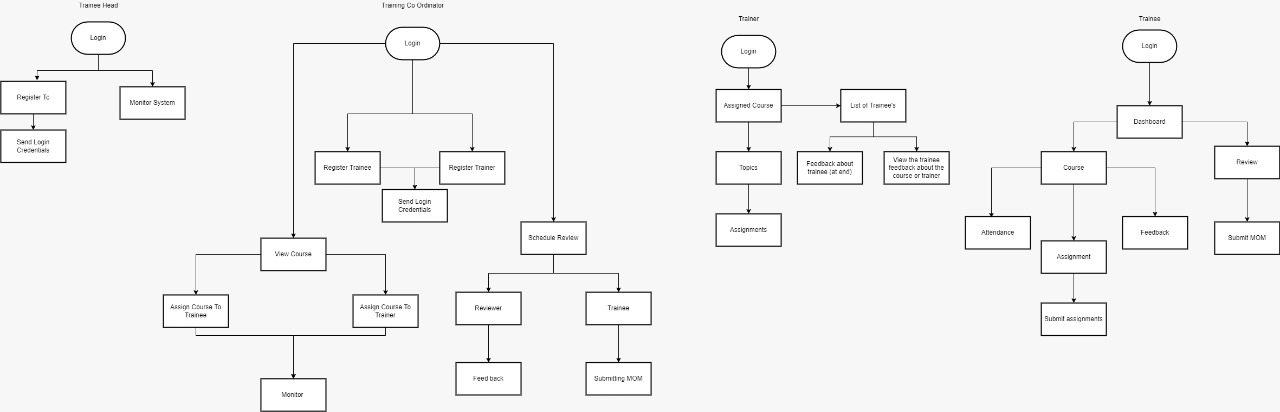 Trainee Head
Login
Register Tc
Monitor System
Send Login
Credentials
Training Co Ordinator
Login
Register Trainee
Register Trainer
Send Login
Credentials
View Course
Assign Course To
Trainee
Assign Course To
Trainer
Monitor
Schedule Review
Reviewer
Trainee
Feed back
Submitting MOM
Trainer
Login
Assigned Course
List of Trainee's
Topics
Feedback about
trainee (at end)
View the trainee
feedback about the
course or trainer
Assignments
Trainee
Login
Dashboard
Course
Review
Attendance
Assignment
Feedback
Submit MOM
Submit assignments